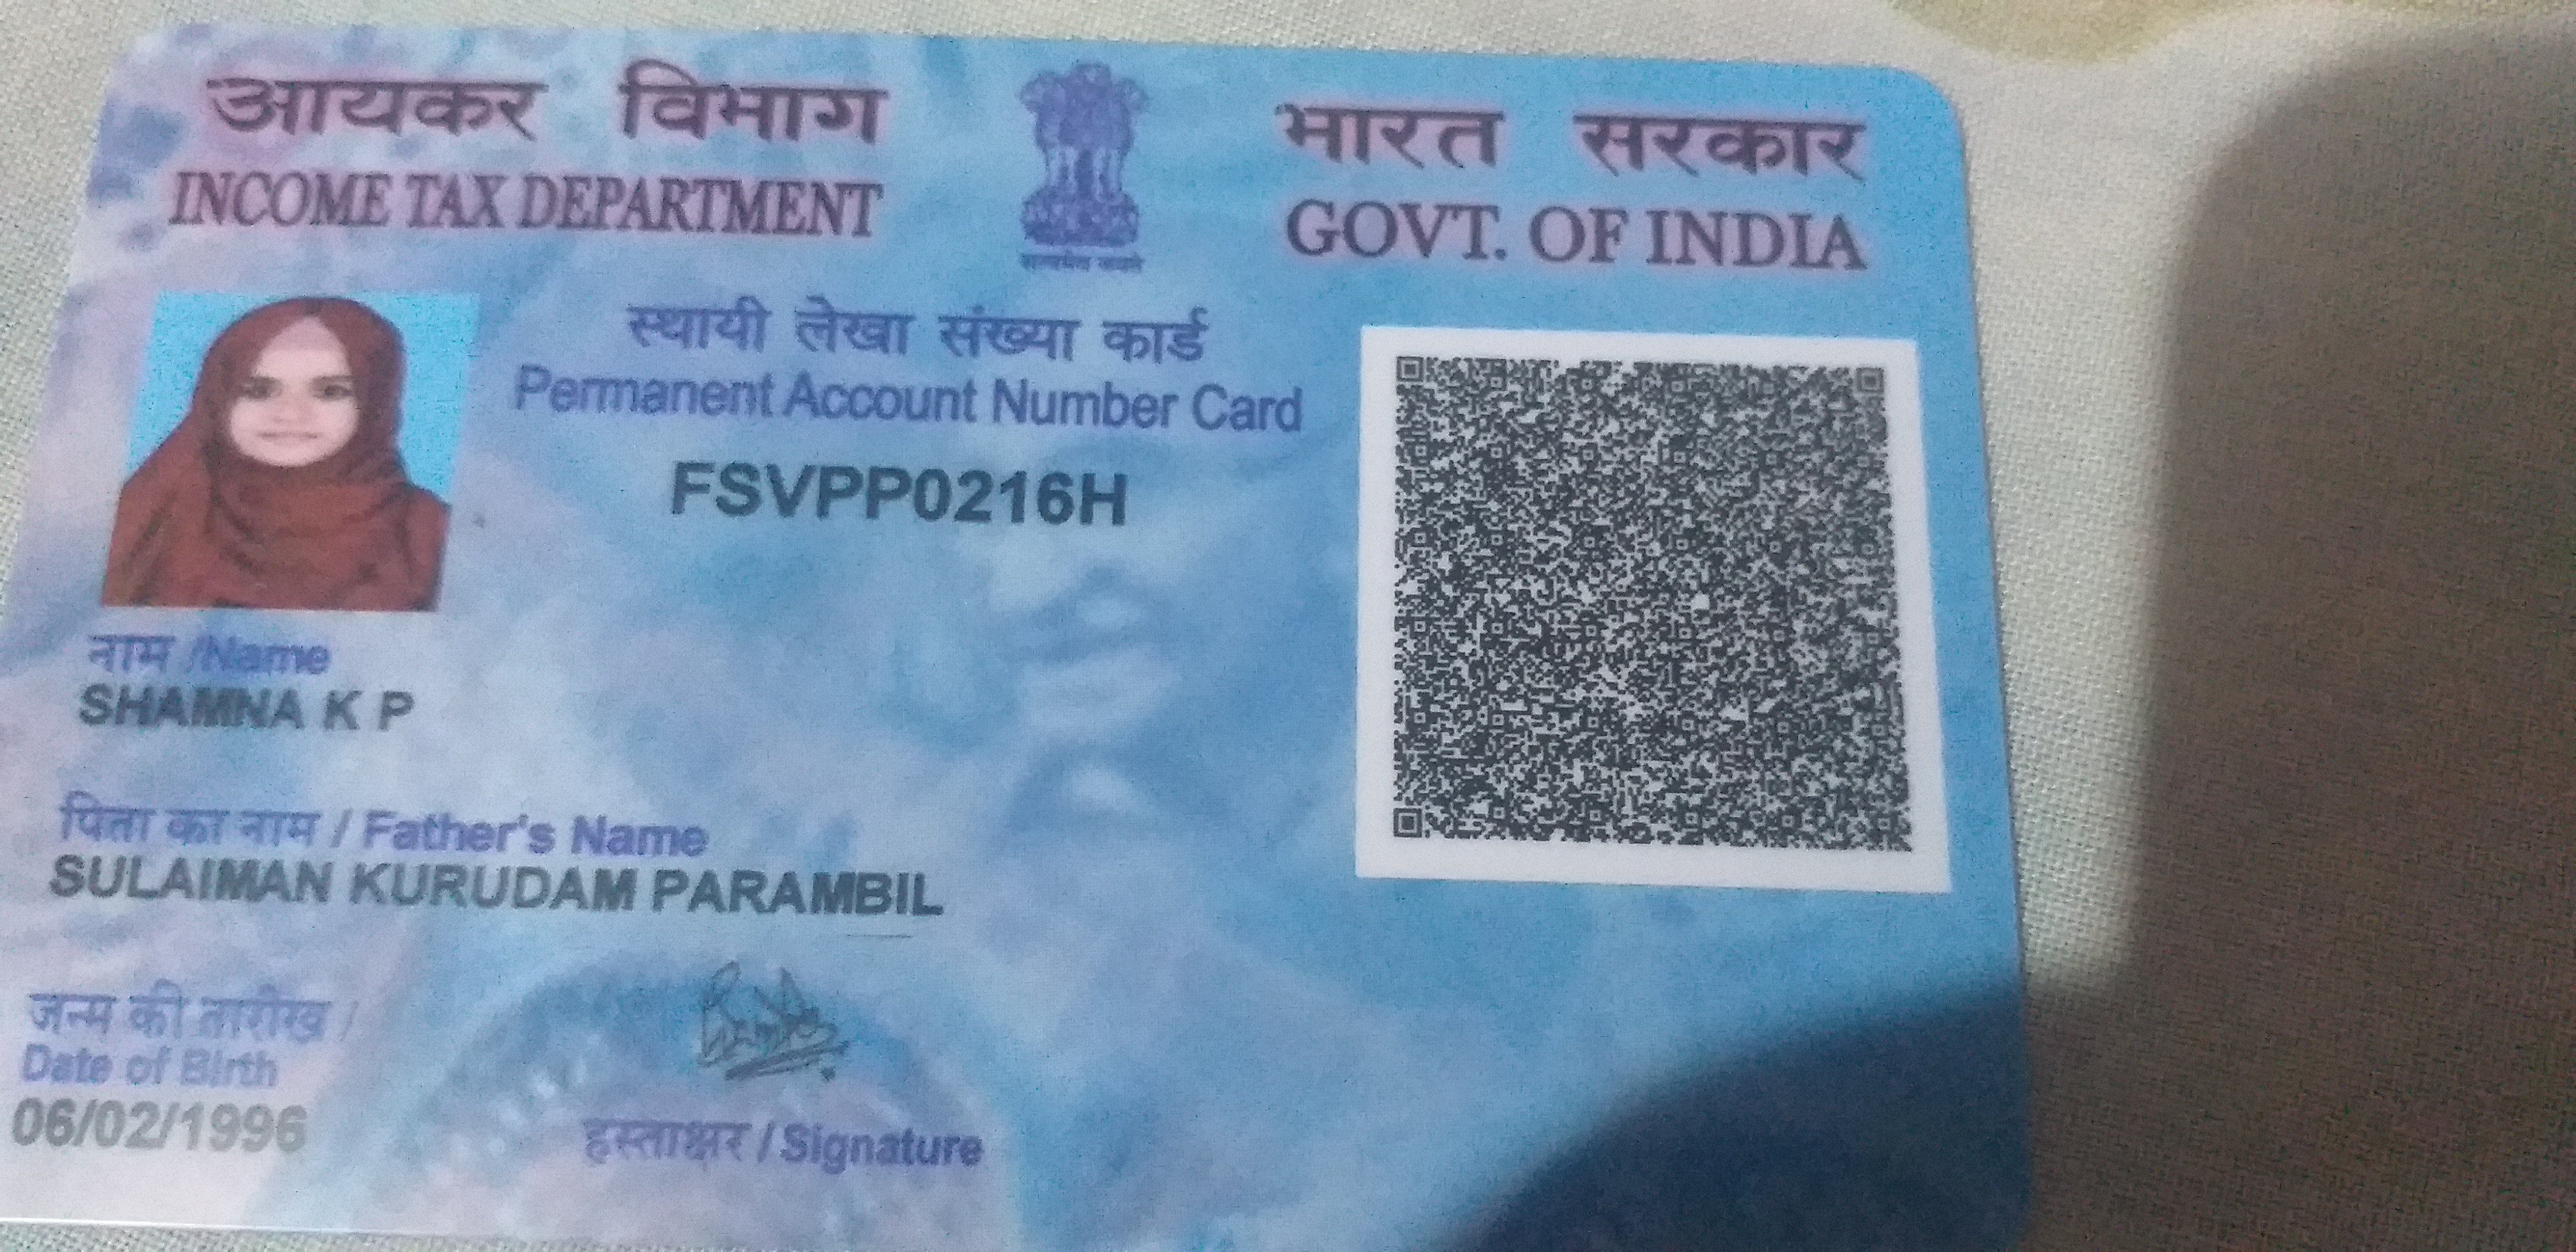 आयकर विभाग
INCOME TAX DEPARTMENT
भारत सरकार
GOVT. OF INDIA
स्थायी लेखा संख्या कार्ड
Permanent Account Number Card
FSVPP0216H
नाम /Name
SHAMNA K P
पिता का नाम / Father's Name
SULAIMAN KURUDAM PARAMBIL
जन्म की तारीख /
Date of Birth
06/02/1996
हस्ताक्षर / Signature